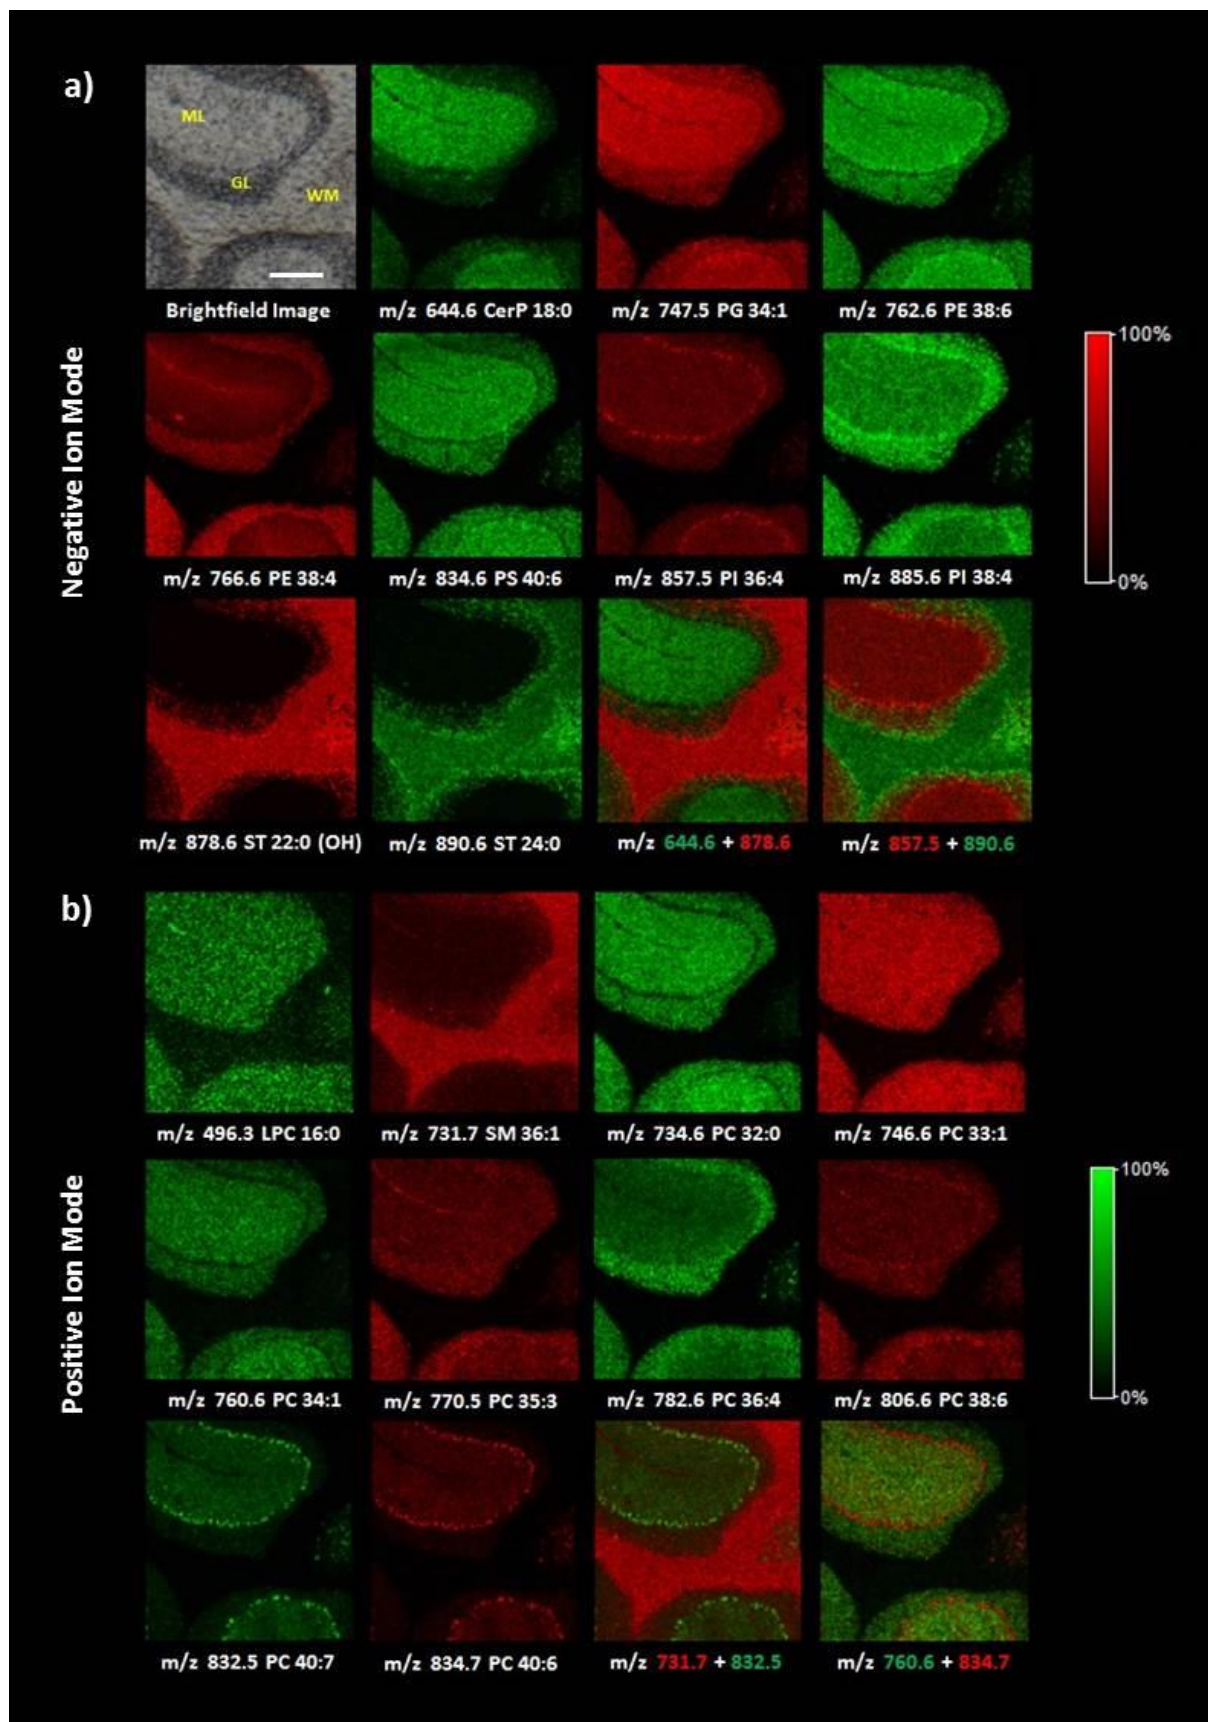 a)
ML
GL
WM
Brightfield Image
m/z 644.6 CerP 18:0
m/z 747.5 PG 34:1
m/z 762.6 PE 38:6
Negative Ion Mode
100%
0%
m/z 766.6 PE 38:4
m/z 834.6 PS 40:6
m/z 857.5 PI 36:4
m/z 885.6 PI 38:4
m/z 878.6 ST 22:0 (OH)
m/z 890.6 ST 24:0
m/z 644.6 + 878.6
m/z 857.5 + 890.6
b)
m/z 496.3 LPC 16:0
m/z 731.7 SM 36:1
m/z 734.6 PC 32:0
m/z 746.6 PC 33:1
Positive Ion Mode
100%
0%
m/z 760.6 PC 34:1
m/z 770.5 PC 35:3
m/z 782.6 PC 36:4
m/z 806.6 PC 38:6
m/z 832.5 PC 40:7
m/z 834.7 PC 40:6
m/z 731.7 + 832.5
m/z 760.6 + 834.7